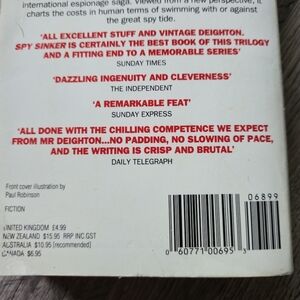 international espionage saga. Viewed from a new perspective, it
charts the costs in human terms of swimming with or against
the great spy tide.
'ALL EXCELLENT STUFF AND VINTAGE DEIGHTON.
SPY SINKER IS CERTAINLY THE BEST BOOK OF THIS TRILOGY
AND A FITTING END TO A MEMORABLE SERIES'
SUNDAY TIMES
'DAZZLING INGENUITY AND CLEVERNESS'
THE INDEPENDENT
'A REMARKABLE FEAT'
SUNDAY EXPRESS
'ALL DONE WITH THE CHILLING COMPETENCE WE EXPECT
FROM MR DEIGHTON...NO PADDING, NO SLOWING OF PACE,
AND THE WRITING IS CRISP AND BRUTAL'
DAILY TELEGRAPH
Front cover illustration by
Paul Robinson
FICTION
UNITED KINGDOM £4.99
NEW ZEALAND $15.95 RRP INC.GST
AUSTRALIA $10.95 (recommended)
CANADA $6.95
06899
0 60771 00695 3